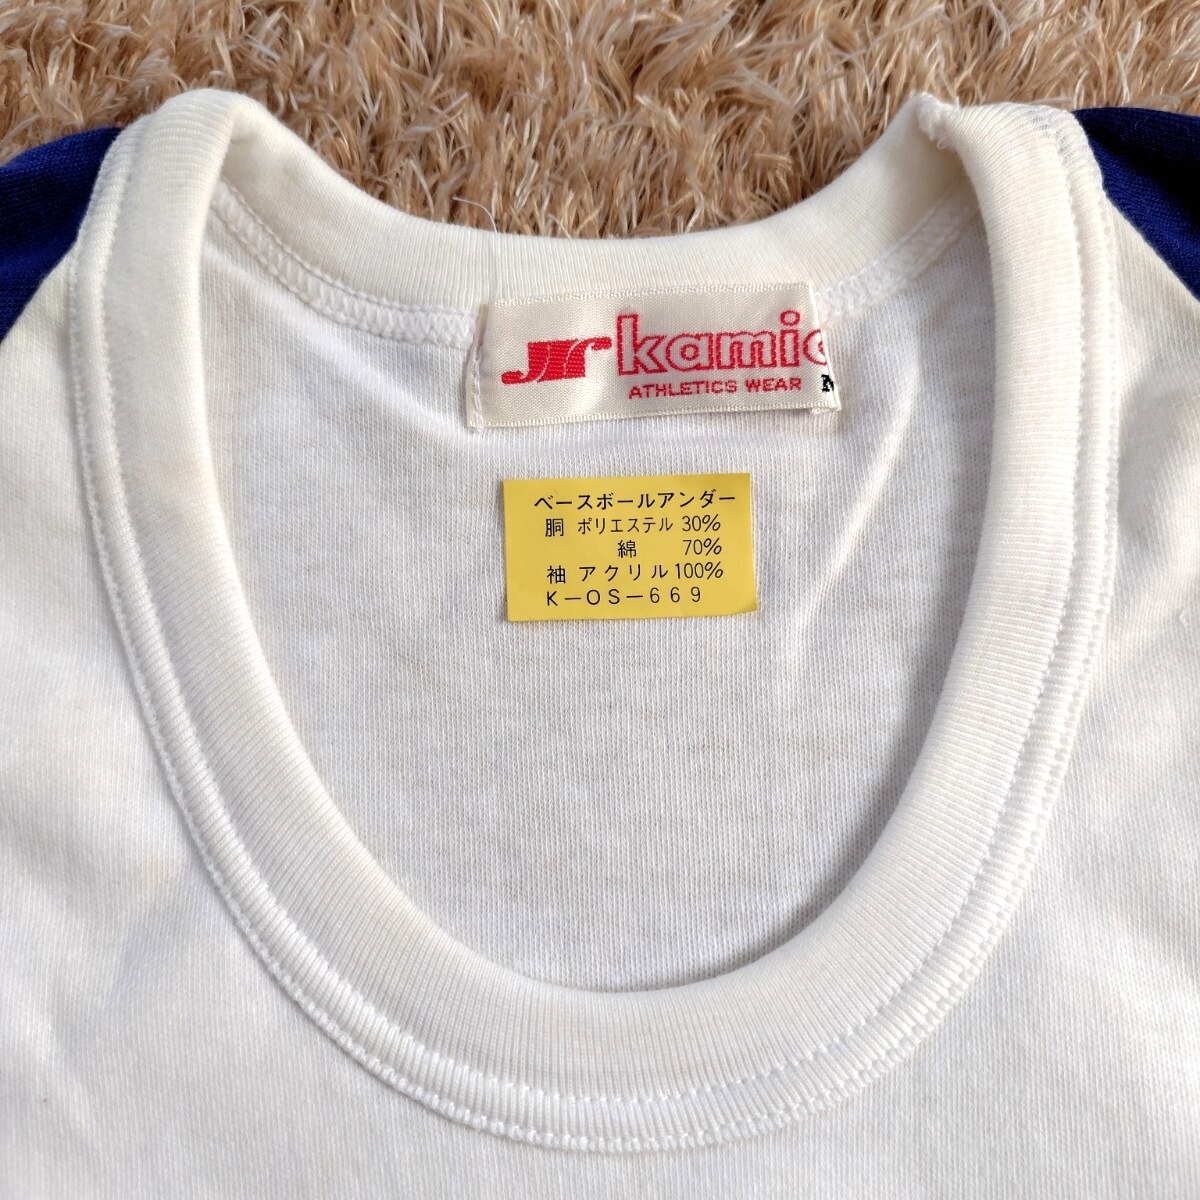 kamic
ATHLETICS WEAR M
ベースボールアンダー
胴 ポリエステル 30%
綿 70%
袖 アクリル 100%
K-OS-669